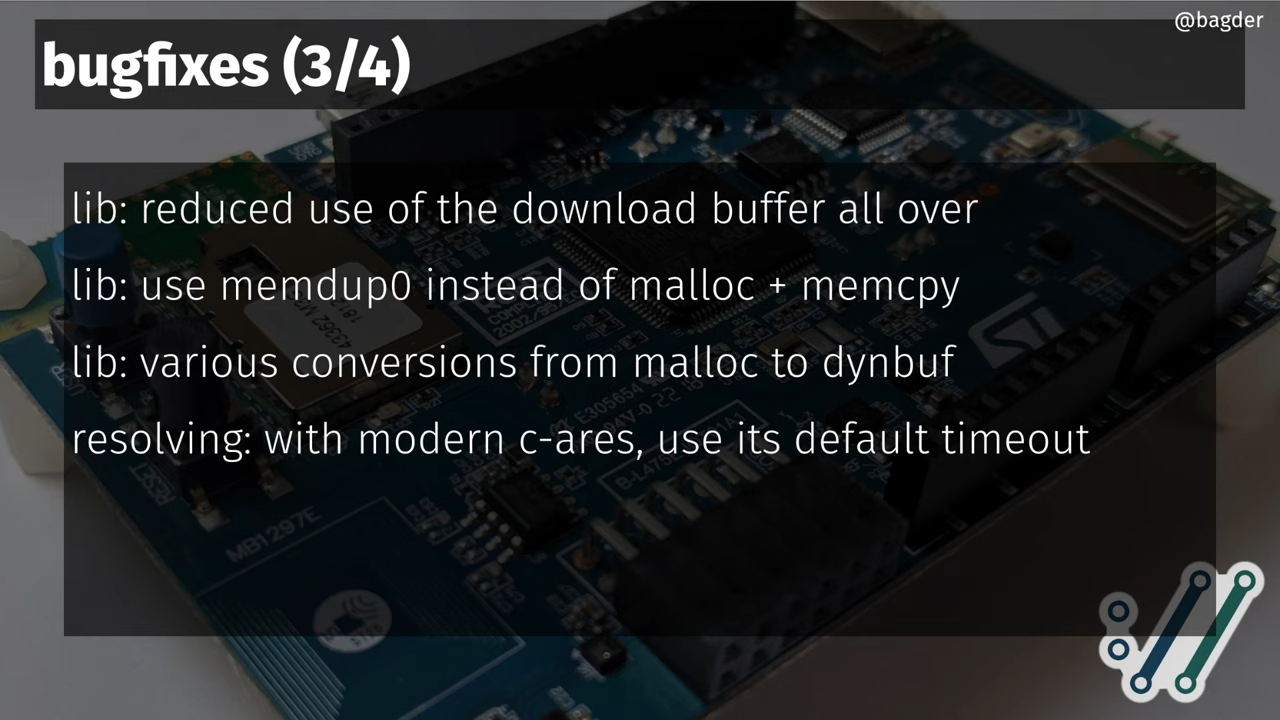 @bagder
bugfixes (3/4)
lib: reduced use of the download buffer all over
lib: use memdup0 instead of malloc + memcpy
lib: various conversions from malloc to dynbuf
resolving: with modern c-ares, use its default timeout
MB1297E